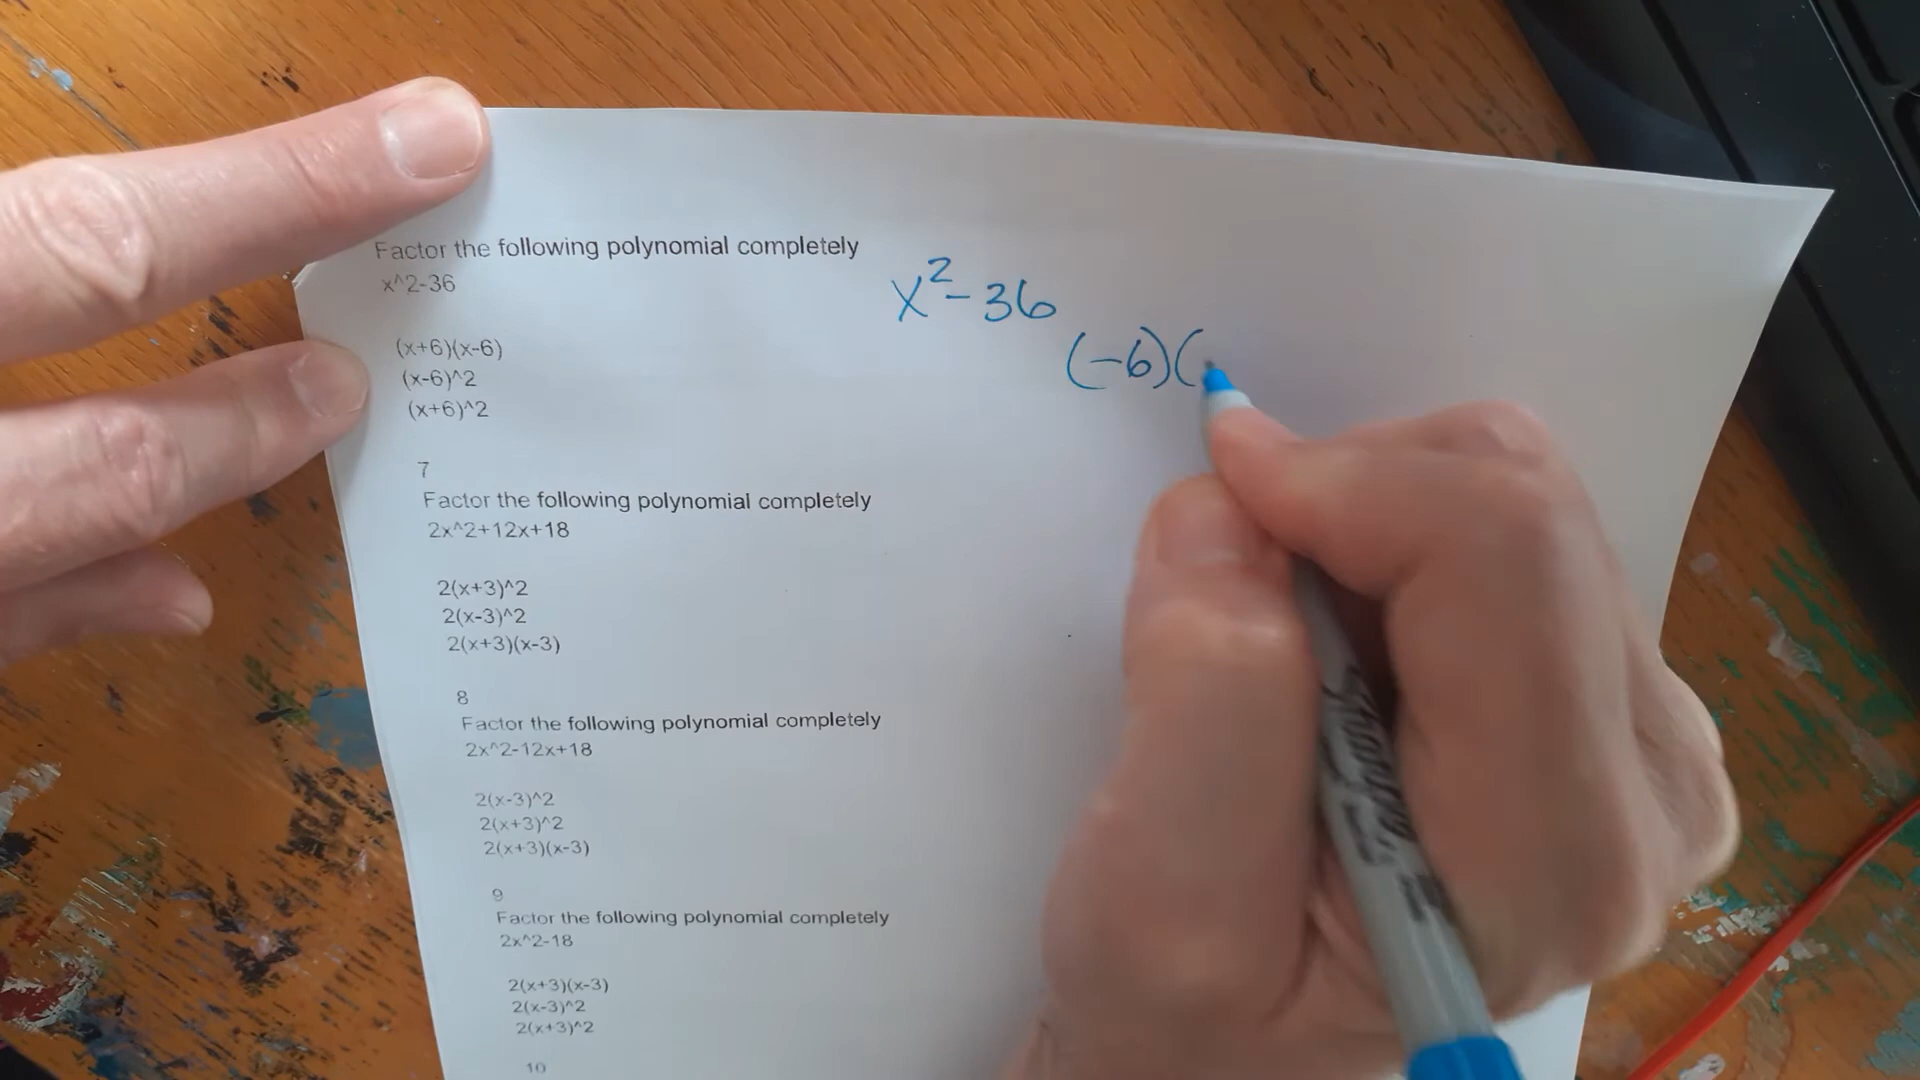 Factor the following polynomial completely
x^2-36
x² - 36
(-6)(
(x+6)(x-6)
(x-6)^2
(x+6)^2
7
Factor the following polynomial completely
2x^2+12x+18
2(x+3)^2
2(x-3)^2
2(x+3)(x-3)
8
Factor the following polynomial completely
2x^2-12x+18
2(x-3)^2
2(x+3)^2
2(x+3)(x-3)
9
Factor the following polynomial completely
2x^2-18
2(x+3)(x-3)
2(x-3)^2
2(x+3)^2
10
Sharpie